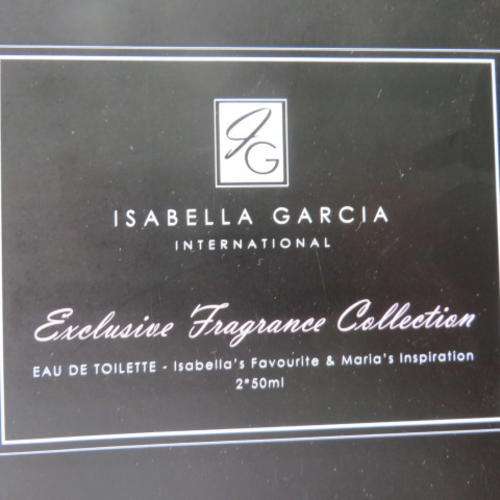 IG
ISABELLA GARCIA
INTERNATIONAL
Exclusive Fragrance Collection
EAU DE TOILETTE - Isabella's Favourite & Maria's Inspiration
2*50ml